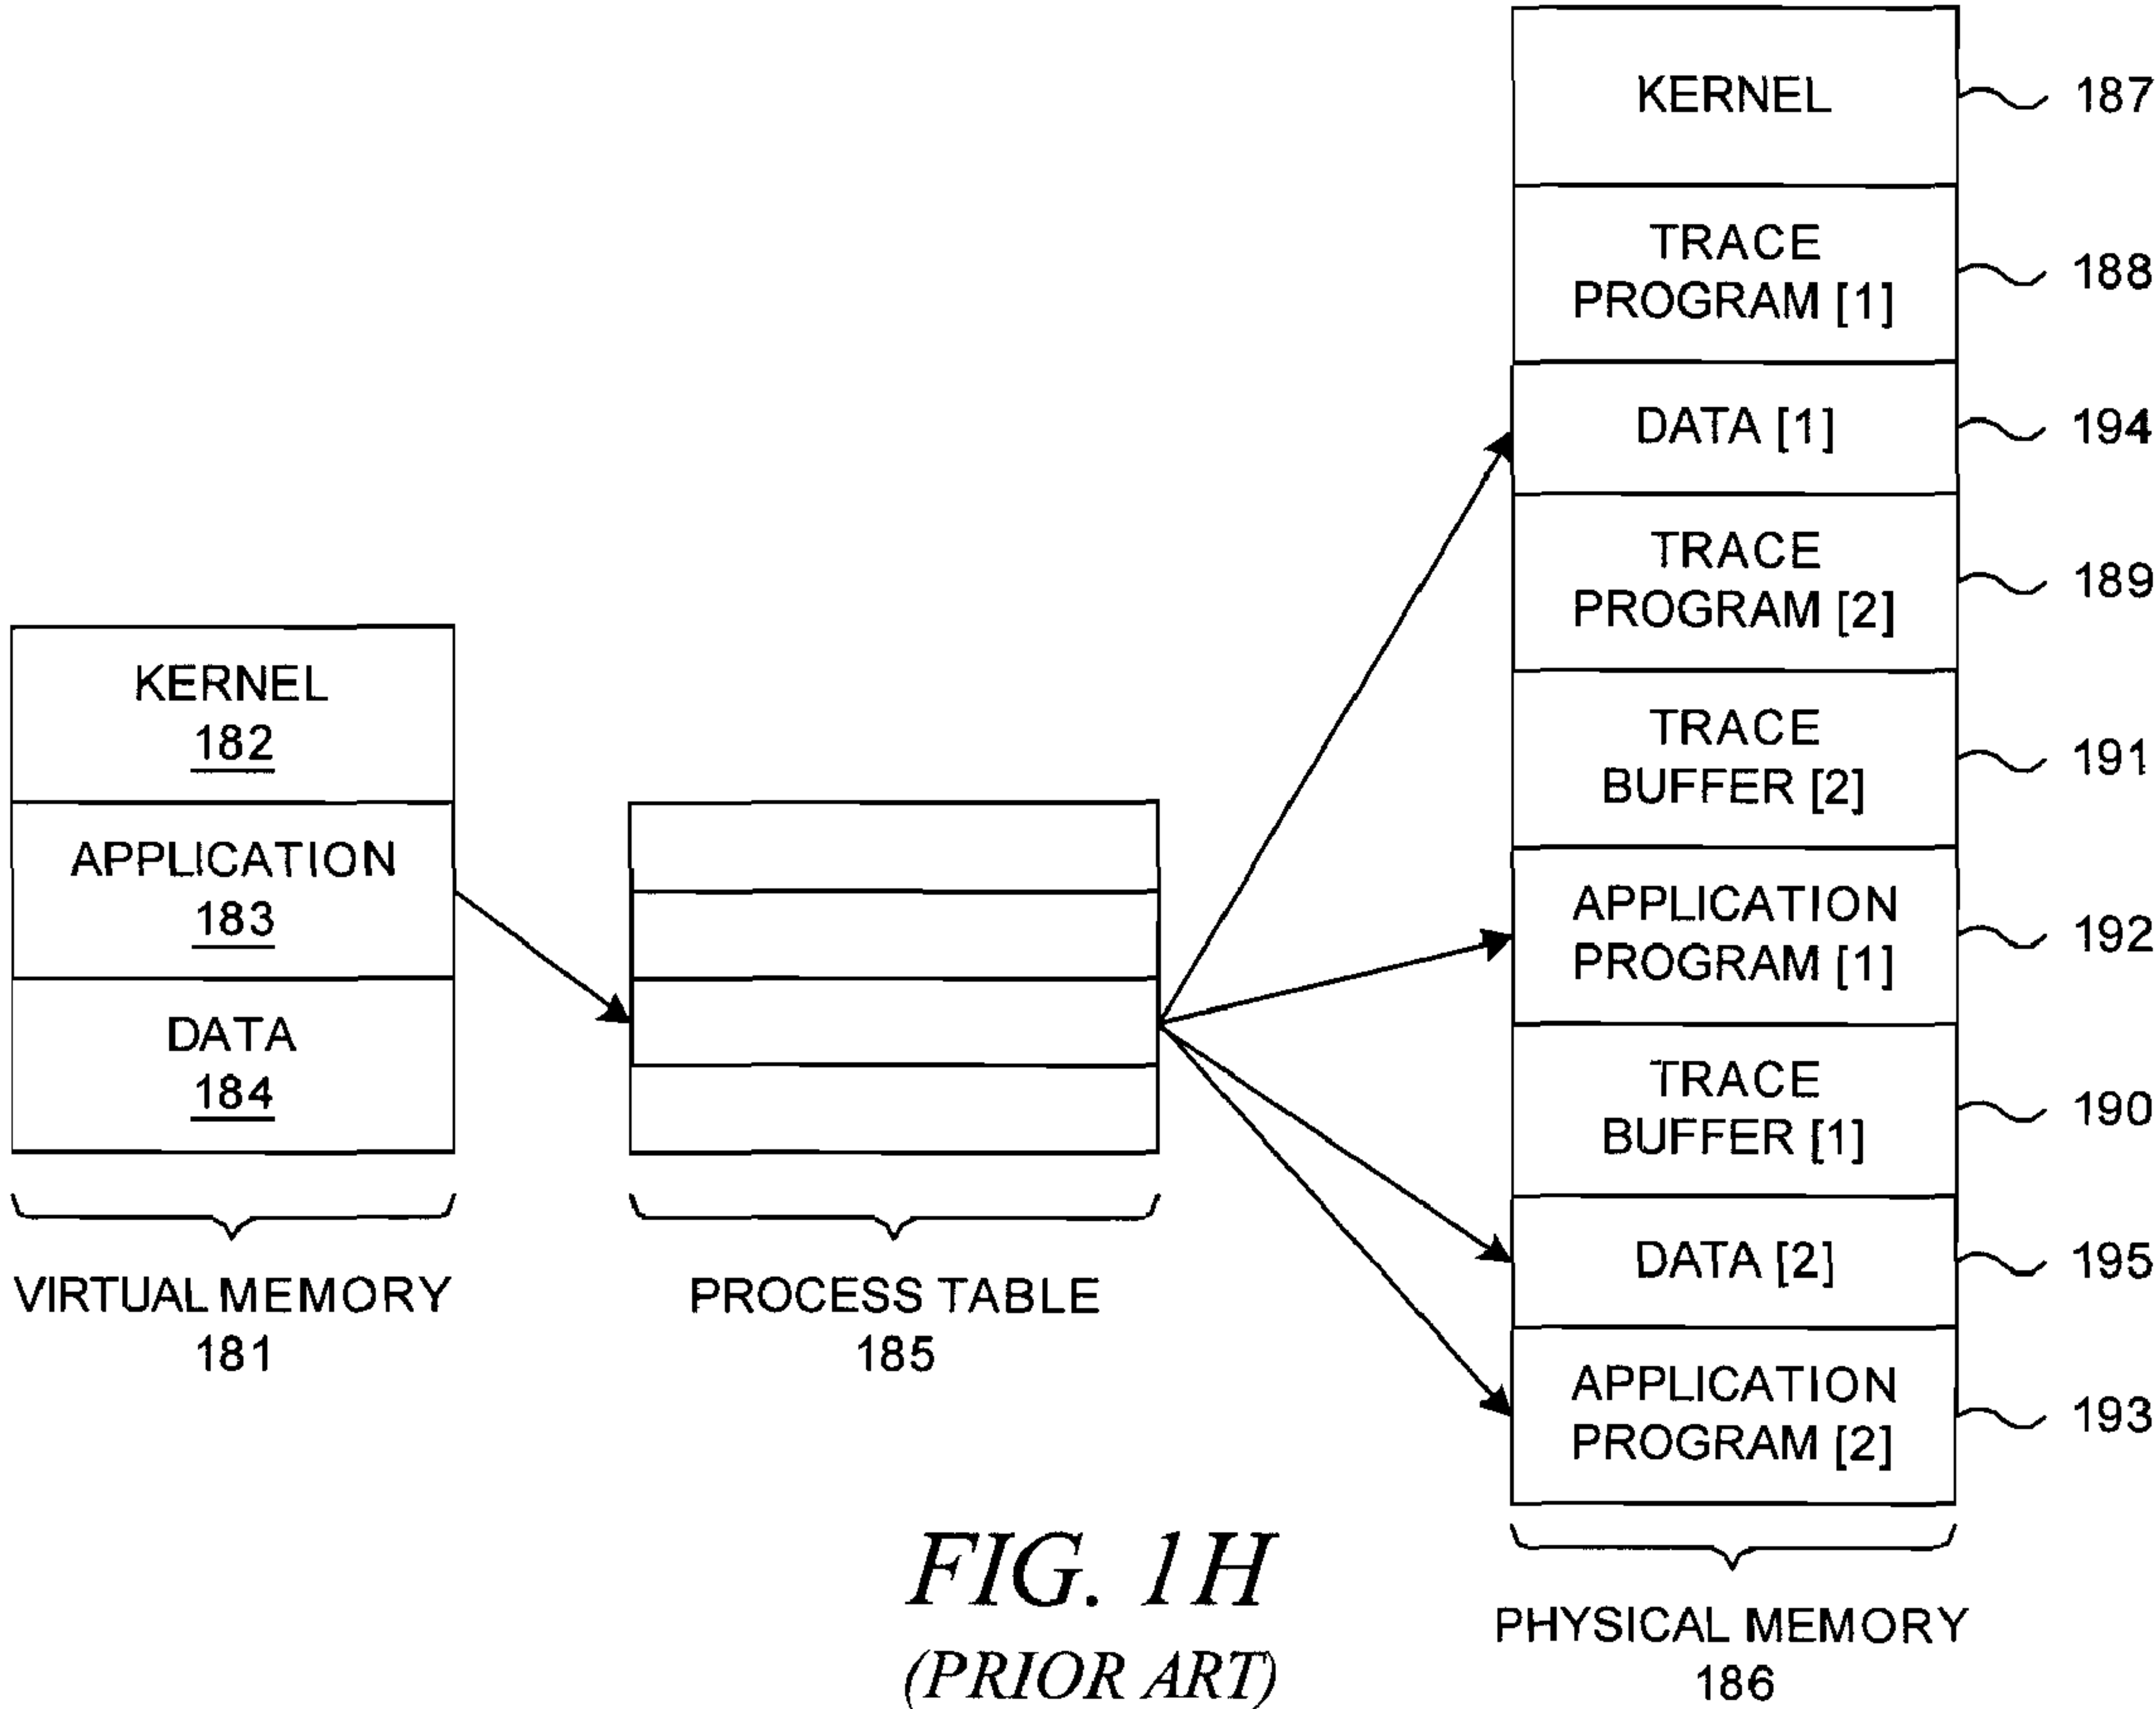 KERNEL
182
APPLICATION
183
DATA
184
VIRTUAL MEMORY
181
PROCESS TABLE
185
KERNEL
187
TRACE
PROGRAM [1]
188
DATA [1]
194
TRACE
PROGRAM [2]
189
TRACE
BUFFER [2]
191
APPLICATION
PROGRAM [1]
192
TRACE
BUFFER [1]
190
DATA [2]
195
APPLICATION
PROGRAM [2]
193
PHYSICAL MEMORY
186
FIG. 1H
(PRIOR ART)